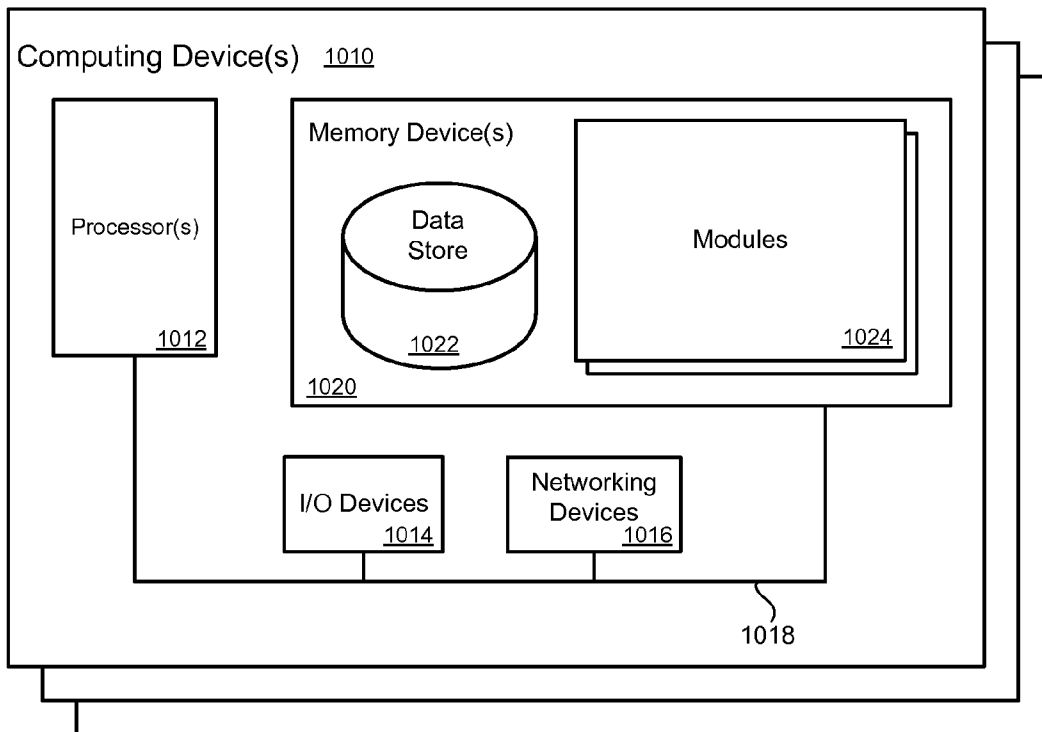 Computing Device(s) 1010
Processor(s)
1012
Memory Device(s)
Data
Store
1022
Modules
1024
1020
I/O Devices
1014
Networking
Devices
1016
1018